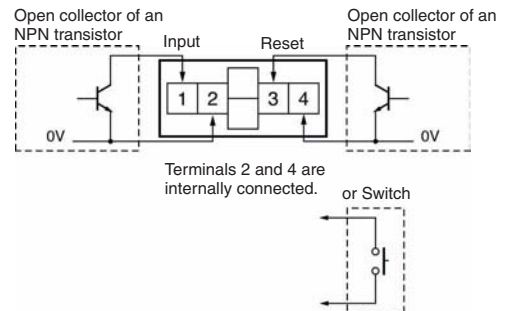 Open collector of an
NPN transistor
Open collector of an
NPN transistor
Input
Reset
1 2 3 4
0V
0V
Terminals 2 and 4 are
internally connected.
or Switch